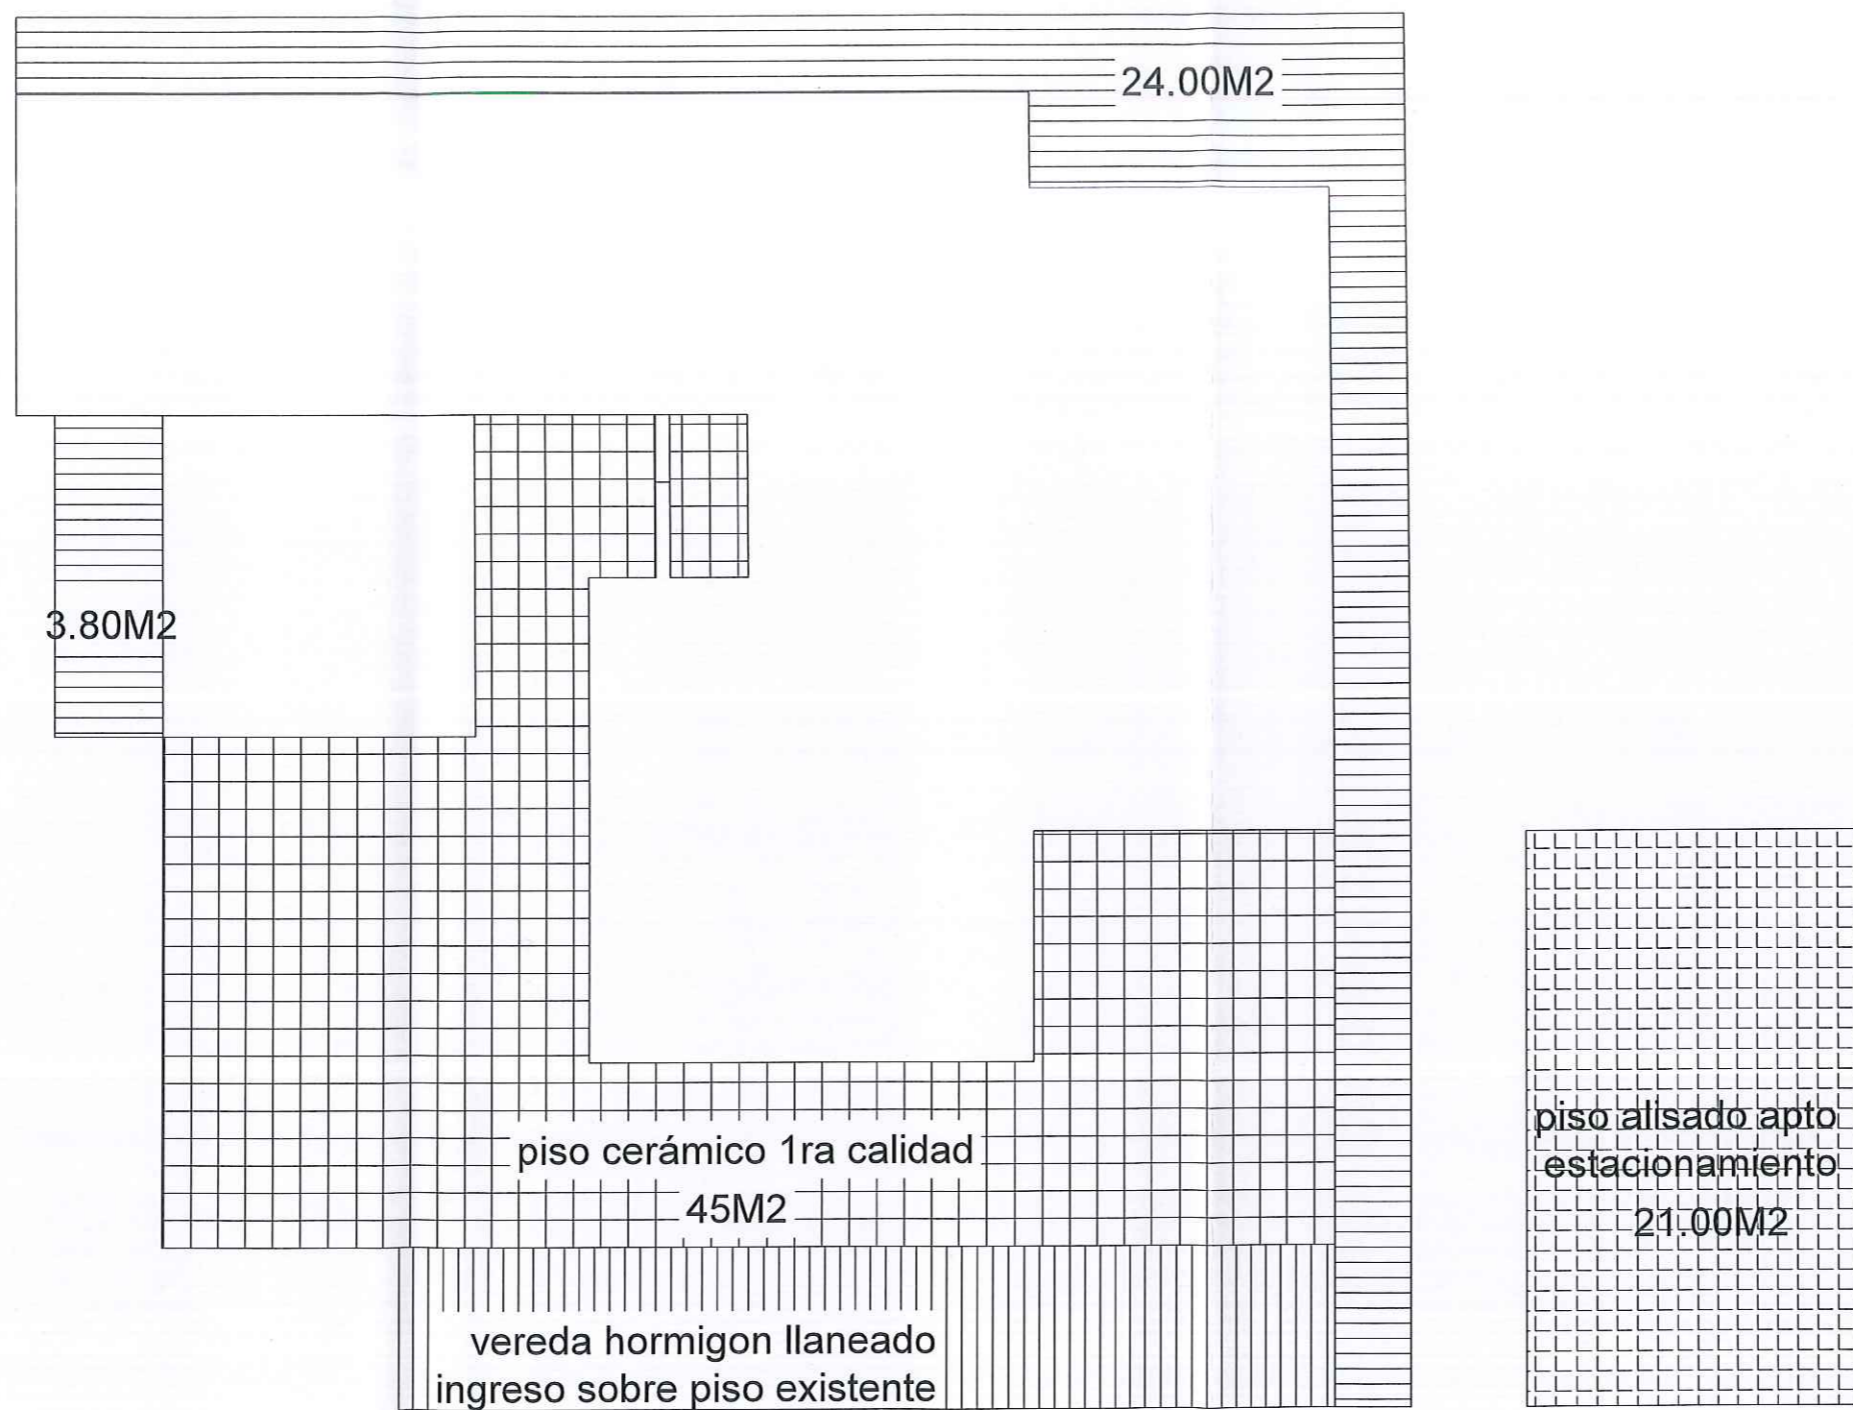 24.00M2
3.80M2
piso cerámico 1ra calidad
45M2
piso alisado apto
estacionamiento
21.00M2
vereda hormigon llaneado
ingreso sobre piso existente